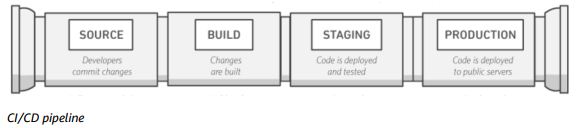 SOURCE
Developers
commit changes
BUILD
Changes
are built
STAGING
Code is deployed
and tested
PRODUCTION
Code is deployed
to public servers
CI/CD pipeline